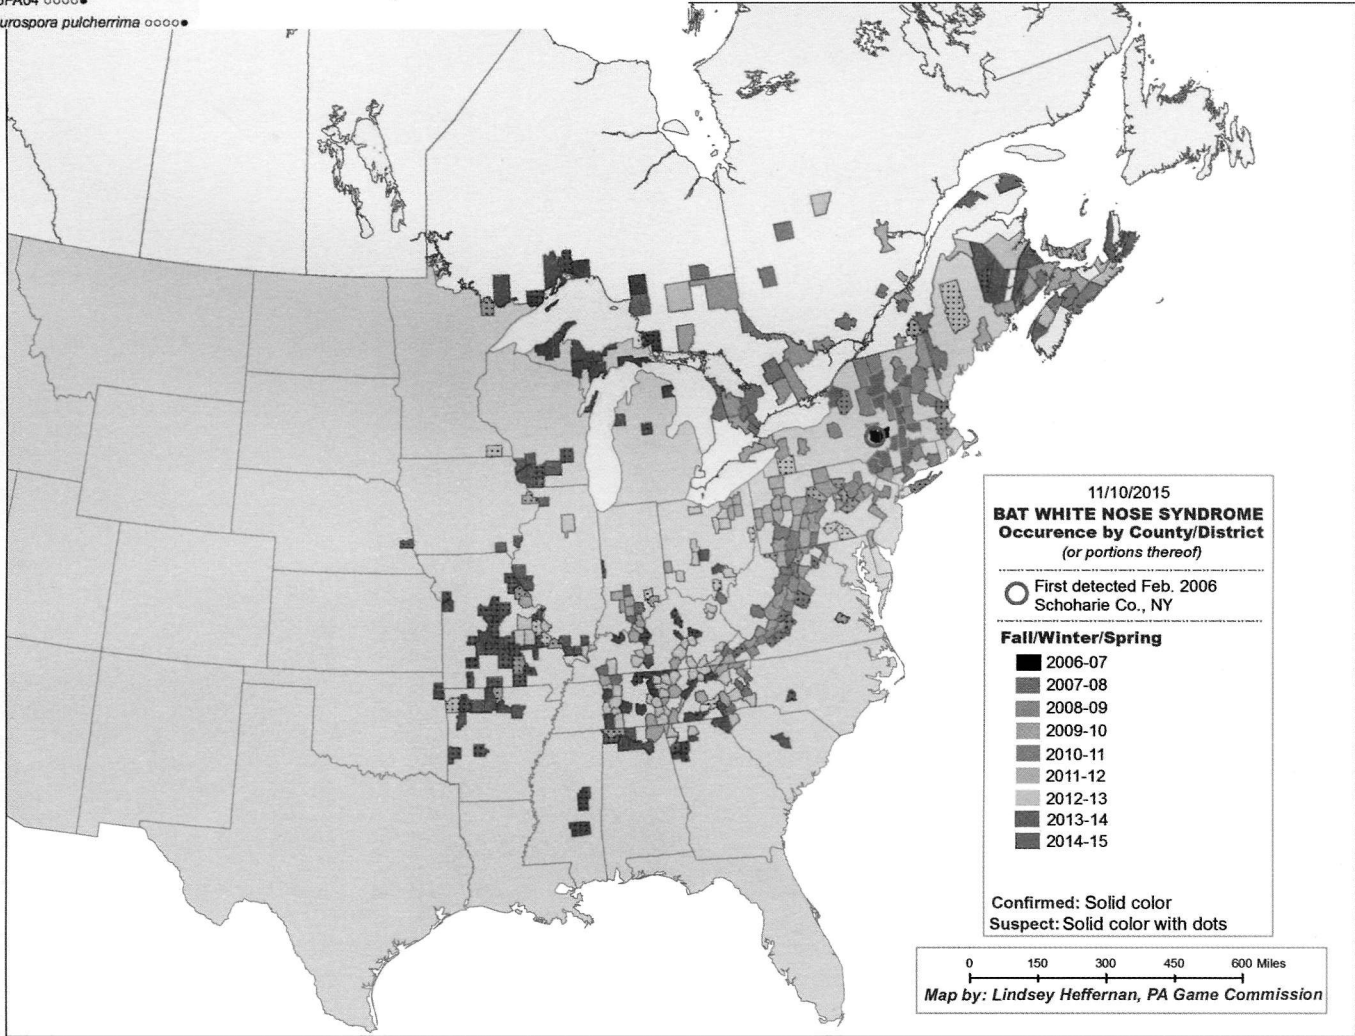 urospora pulcherrima ○○○○●
11/10/2015
BAT WHITE NOSE SYNDROME
Occurence by County/District
(or portions thereof)
First detected Feb. 2006
Schoharie Co., NY
Fall/Winter/Spring
2006-07
2007-08
2008-09
2009-10
2010-11
2011-12
2012-13
2013-14
2014-15
Confirmed: Solid color
Suspect: Solid color with dots
0 150 300 450 600 Miles
Map by: Lindsey Heffernan, PA Game Commission